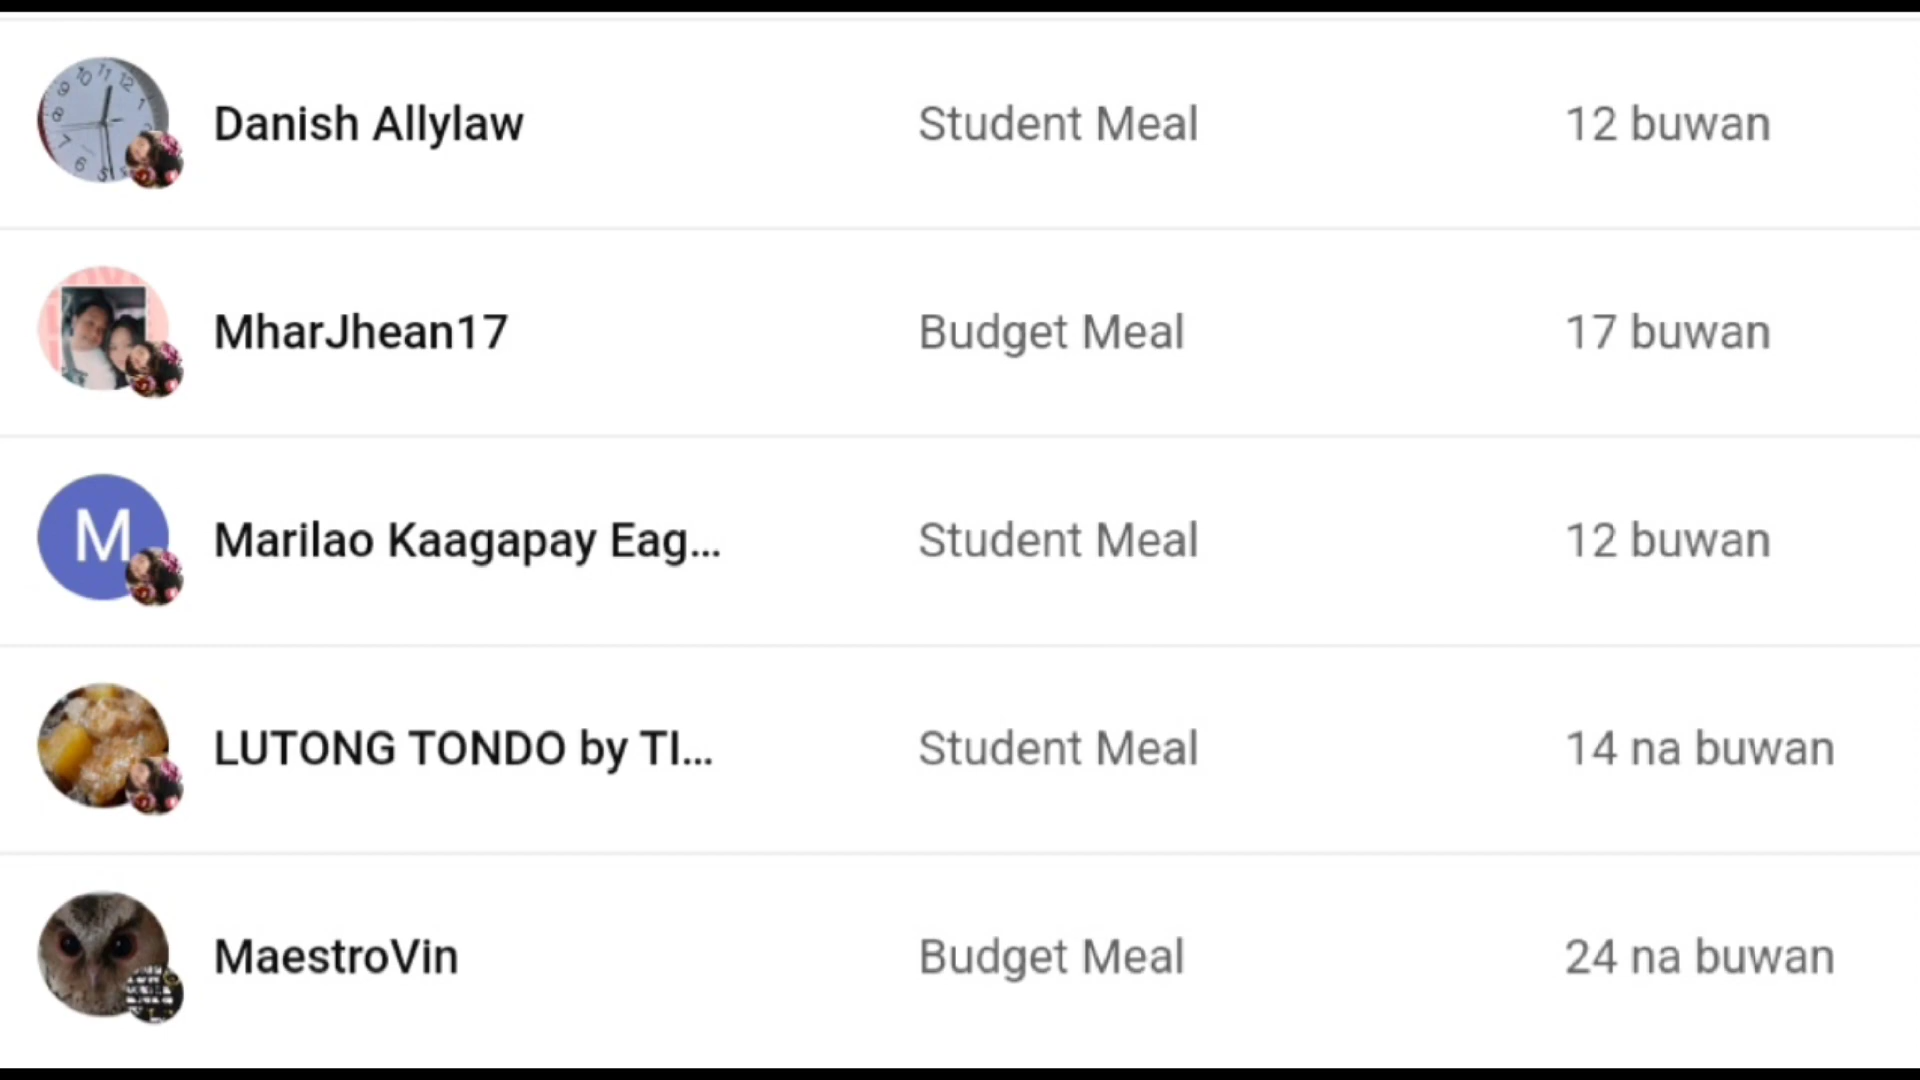 Danish Allylaw Student Meal 12 buwan
MharJhean17 Budget Meal 17 buwan
M
Marilao Kaagapay Eag... Student Meal 12 buwan
LUTONG TONDO by TI... Student Meal 14 na buwan
MaestroVin Budget Meal 24 na buwan